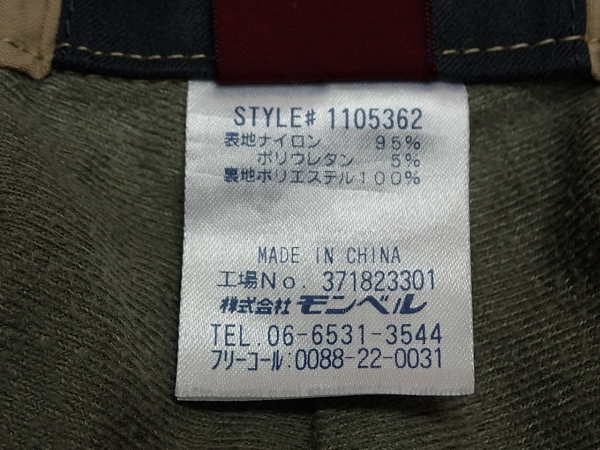 STYLE# 1105362
表地ナイロン 95%
ポリウレタン 5%
裏地ポリエステル100%
MADE IN CHINA
工場No. 371823301
株式会社 モンベル
TEL.06-6531-3544
フリーコール:0088-22-0031